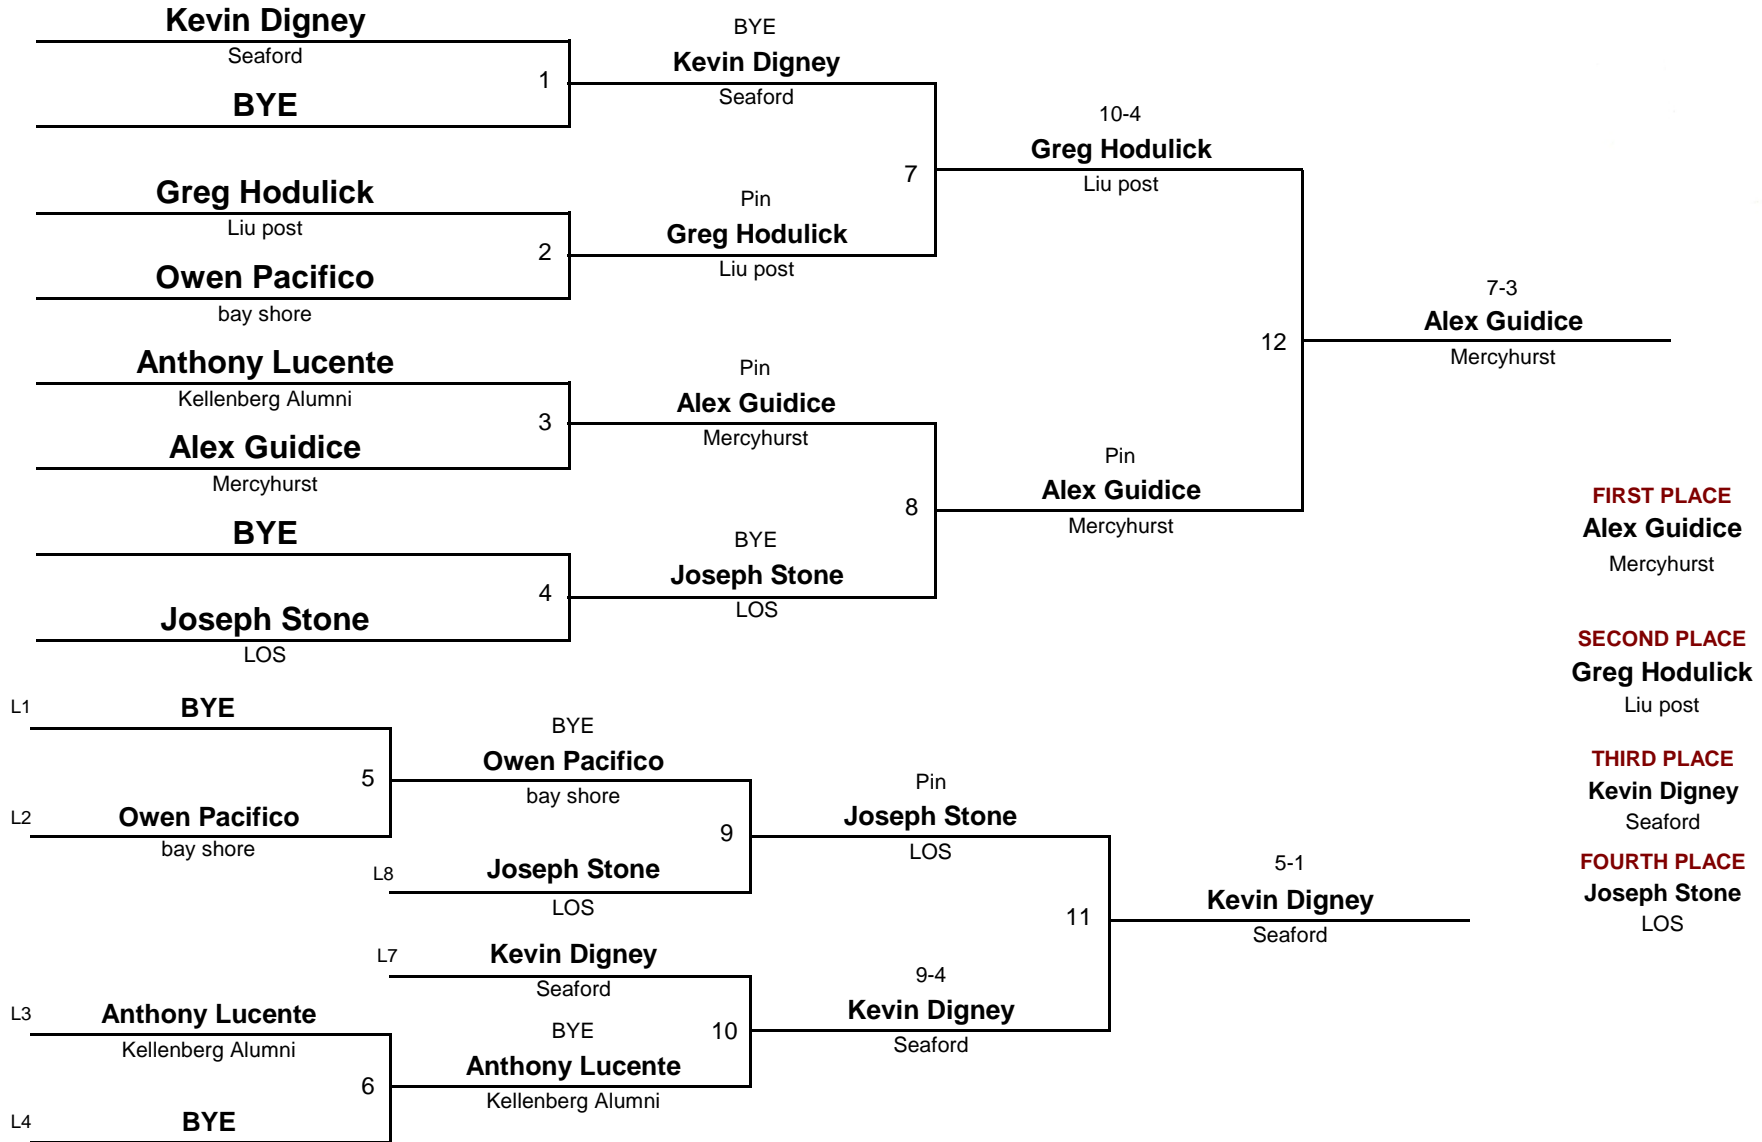 Kevin Digney
Seaford
1
BYE
BYE
Kevin Digney
Seaford
Greg Hodulick
Liu post
2
Owen Pacifico
bay shore
Pin
Greg Hodulick
Liu post
7
10-4
Greg Hodulick
Liu post
Anthony Lucente
Kellenberg Alumni
3
Alex Guidice
Mercyhurst
Pin
Alex Guidice
Mercyhurst
BYE
4
Joseph Stone
LOS
BYE
Joseph Stone
LOS
8
Pin
Alex Guidice
Mercyhurst
12
7-3
Alex Guidice
Mercyhurst
FIRST PLACE
Alex Guidice
Mercyhurst
SECOND PLACE
Greg Hodulick
Liu post
THIRD PLACE
Kevin Digney
Seaford
FOURTH PLACE
Joseph Stone
LOS
L1
BYE
5
L2
Owen Pacifico
bay shore
BYE
Owen Pacifico
bay shore
9
L8
Joseph Stone
LOS
Pin
Joseph Stone
LOS
L7
Kevin Digney
Seaford
L3
Anthony Lucente
Kellenberg Alumni
6
L4
BYE
BYE
Anthony Lucente
Kellenberg Alumni
10
9-4
Kevin Digney
Seaford
11
5-1
Kevin Digney
Seaford